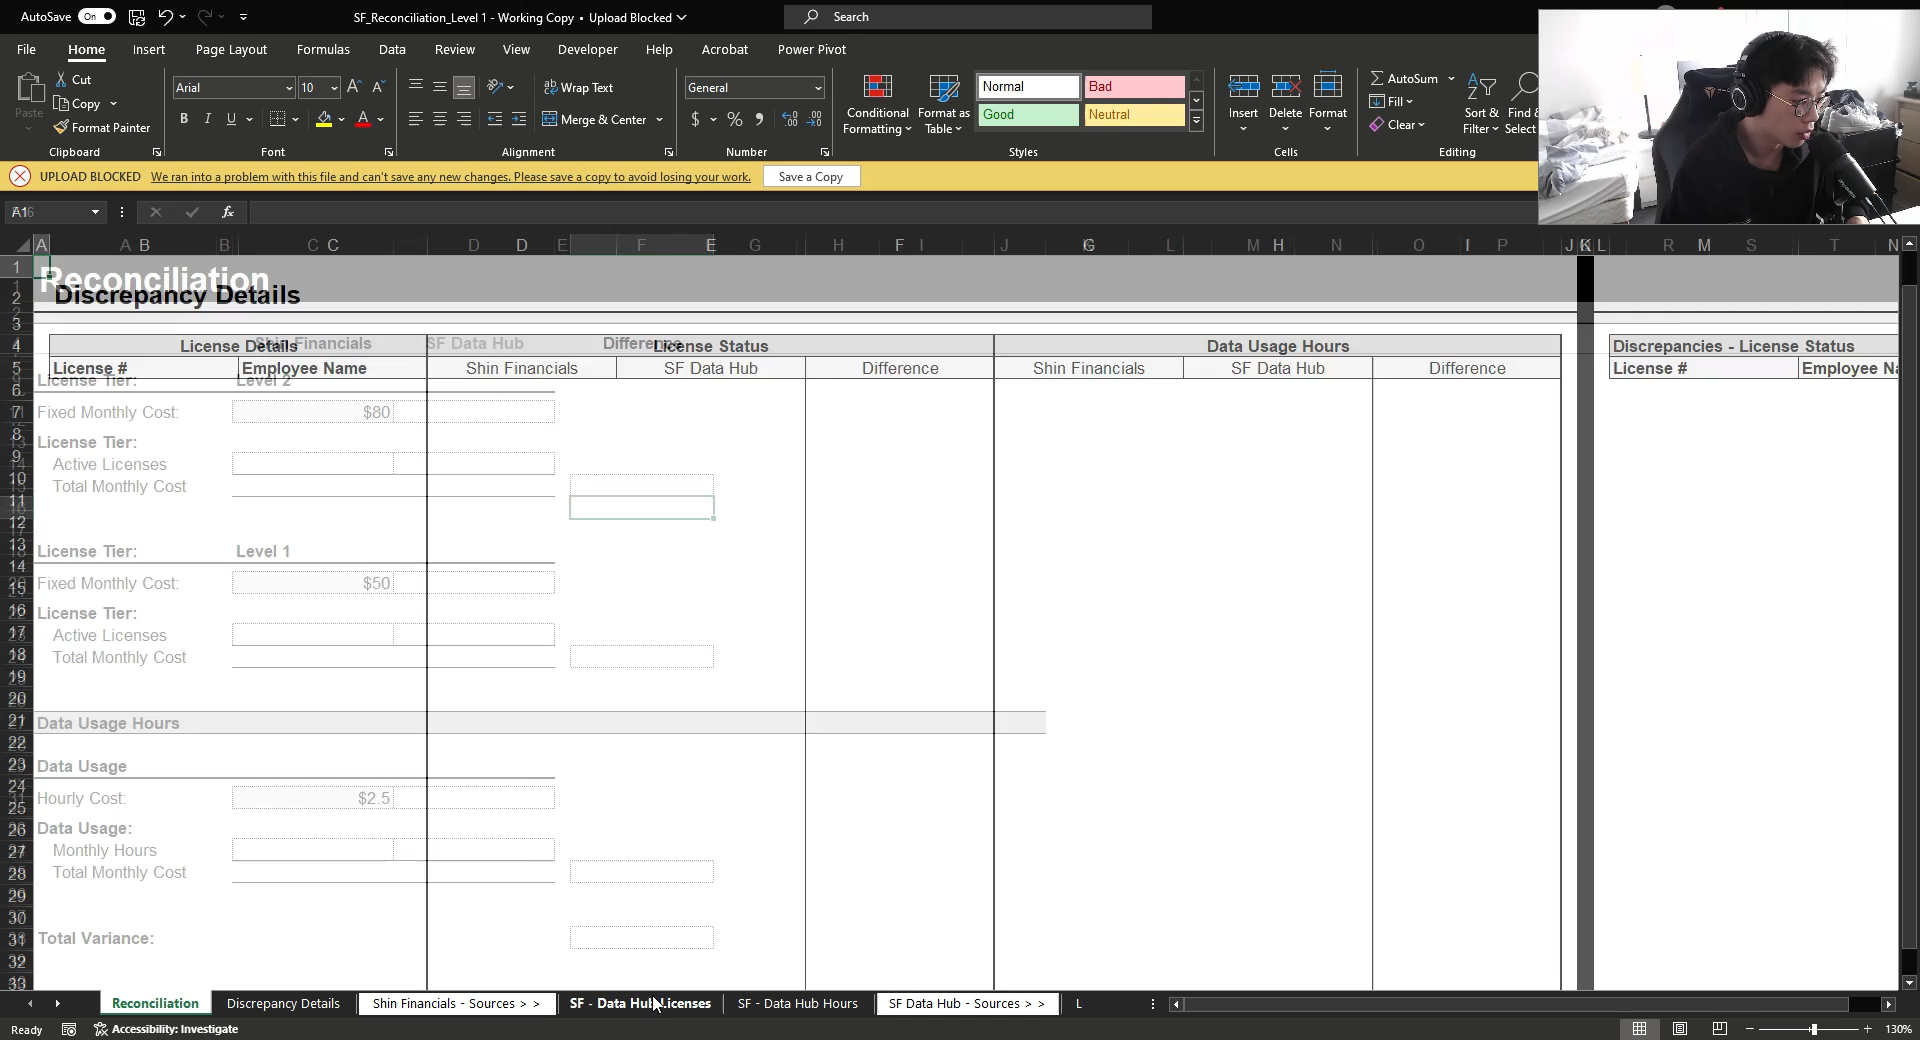 AutoSave On SF_Reconciliation_Level 1 - Working Copy • Upload Blocked Search
File Home Insert Page Layout Formulas Data Review View Developer Help Acrobat Power Pivot
Cut Arial 10 Wrap Text General Normal Bad AutoSum
Paste Copy Conditional Formatting Format as Table Insert Delete Format Fill Sort & Filter Find & Select
Format Painter B I U Merge & Center $ % Good Neutral Clear
Clipboard Font Alignment Number Styles Cells Editing
UPLOAD BLOCKED We ran into a problem with this file and can't save any new changes. Please save a copy to avoid losing your work. Save a Copy
fx
Reconciliation
Discrepancy Details
Shin Financials SF Data Hub Difference
License Details License Status Data Usage Hours Discrepancies - License Status
License # Employee Name Shin Financials SF Data Hub Difference Shin Financials SF Data Hub Difference License #
License Tier: Level 2
Fixed Monthly Cost: $80
License Tier:
Active Licenses
Total Monthly Cost
License Tier: Level 1
Fixed Monthly Cost: $50
License Tier:
Active Licenses
Total Monthly Cost
Data Usage Hours
Data Usage
Hourly Cost: $2.5
Data Usage:
Monthly Hours
Total Monthly Cost
Total Variance:
Reconciliation Discrepancy Details Shin Financials - Sources > > SF - Data Hub Licenses SF - Data Hub Hours SF Data Hub - Sources > > L
Ready Accessibility: Investigate 130%